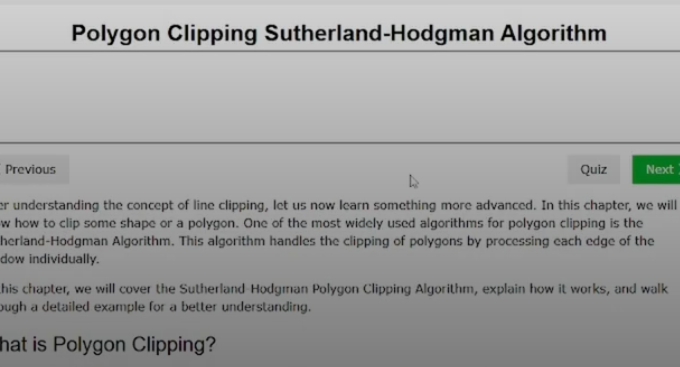 Polygon Clipping Sutherland-Hodgman Algorithm
Previous
Quiz
Next
er understanding the concept of line clipping, let us now learn something more advanced. In this chapter, we will
w how to clip some shape or a polygon. One of the most widely used algorithms for polygon clipping is the
herland-Hodgman Algorithm. This algorithm handles the clipping of polygons by processing each edge of the
dow individually.
his chapter, we will cover the Sutherland-Hodgman Polygon Clipping Algorithm, explain how it works, and walk
ough a detailed example for a better understanding.
hat is Polygon Clipping?